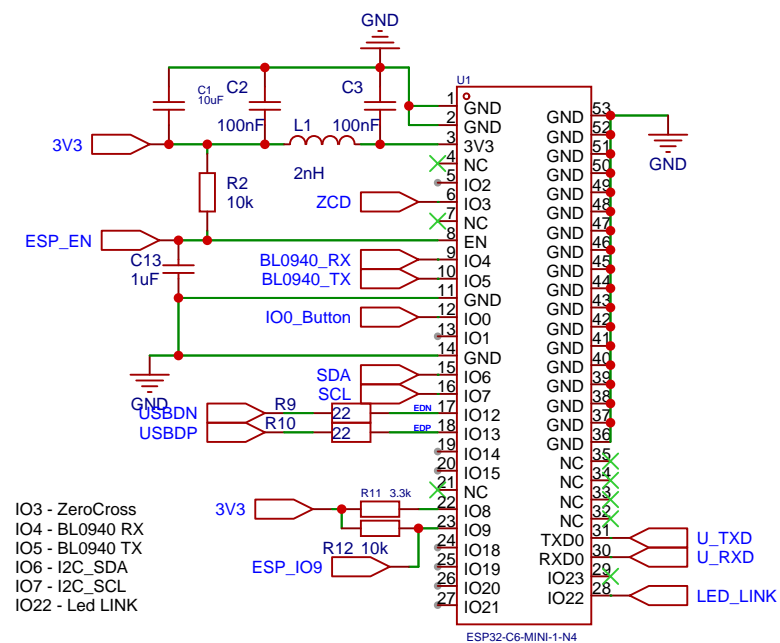 GND
C1
10uF
C2
100nF
C3
100nF
L1
2nH
3V3
R2
10k
ZCD
ESP_EN
C13
1uF
BL0940_RX
BL0940_TX
IO0_Button
GND
SDA
SCL
USBDN
R9
22
EDN
USBDP
R10
22
EDP
3V3
R11 3.3k
R12 10k
ESP_IO9
IO3 - ZeroCross
IO4 - BL0940 RX
IO5 - BL0940 TX
IO6 - I2C_SDA
IO7 - I2C_SCL
IO22 - Led LINK
U1
1 GND
2 GND
3 3V3
4 NC
5 IO2
6 IO3
7 NC
8 EN
9 IO4
10 IO5
11 GND
12 IO0
13 IO1
14 GND
15 IO6
16 IO7
17 IO12
18 IO13
19 IO14
20 IO15
21 NC
22 IO8
23 IO9
24 IO18
25 IO19
26 IO20
27 IO21
GND 53
GND 52
GND 51
GND 50
GND 49
GND 48
GND 47
GND 46
GND 45
GND 44
GND 43
GND 42
GND 41
GND 40
GND 39
GND 38
GND 37
GND 36
NC 35
NC 34
NC 33
NC 32
TXD0 31
RXD0 30
IO23 29
IO22 28
GND
U_TXD
U_RXD
LED_LINK
ESP32-C6-MINI-1-N4